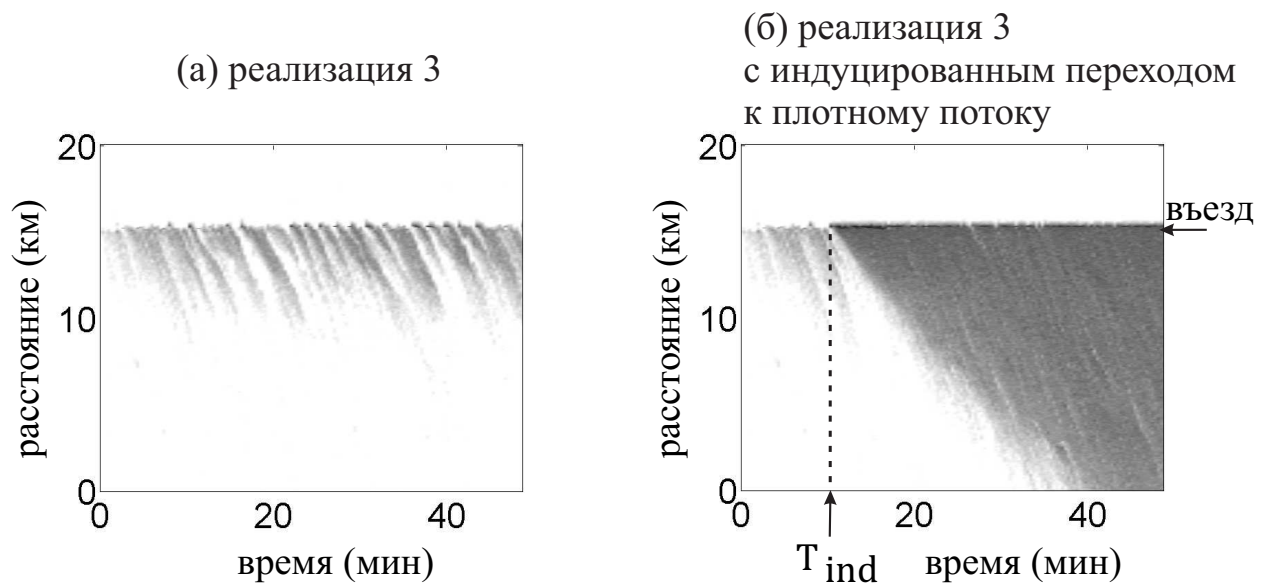 (а) реализация 3
20
10
0
0
20
40
расстояние (км)
время (мин)
(б) реализация 3
с индуцированным переходом
к плотному потоку
20
10
0
0
20
40
расстояние (км)
въезд
T ind
время (мин)